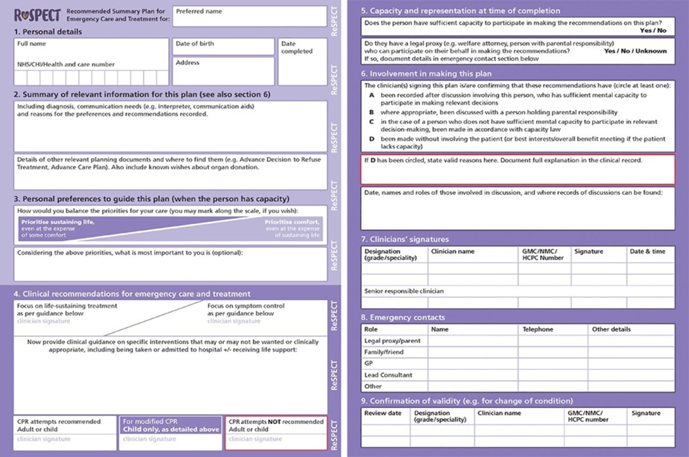 ReSPECT
Recommended Summary Plan for
Emergency Care and Treatment for:
Preferred name
1. Personal details
Full name
Date of birth
Date
completed
NHS/CHI/Health and care number
Address
ReSPECT
2. Summary of relevant information for this plan (see also section 6)
Including diagnosis, communication needs (e.g. interpreter, communication aids)
and reasons for the preferences and recommendations recorded.
Details of other relevant planning documents and where to find them (e.g. Advance Decision to Refuse
Treatment, Advance Care Plan). Also include known wishes about organ donation.
ReSPECT
3. Personal preferences to guide this plan (when the person has capacity)
How would you balance the priorities for your care (you may mark along the scale, if you wish):
Prioritise sustaining life,
even at the expense
of some comfort
Prioritise comfort,
even at the expense
of sustaining life
Considering the above priorities, what is most important to you is (optional):
ReSPECT
4. Clinical recommendations for emergency care and treatment
Focus on life-sustaining treatment
as per guidance below
clinician signature
Focus on symptom control
as per guidance below
clinician signature
Now provide clinical guidance on specific interventions that may or may not be wanted or clinically
appropriate, including being taken or admitted to hospital +/- receiving life support:
ReSPECT
CPR attempts recommended
Adult or child
clinician signature
For modified CPR
Child only, as detailed above
clinician signature
CPR attempts NOT recommended
Adult or child
clinician signature
ReSPECT
5. Capacity and representation at time of completion
Does the person have sufficient capacity to participate in making the recommendations on this plan?
Yes / No
Do they have a legal proxy (e.g. welfare attorney, person with parental responsibility)
who can participate on their behalf in making the recommendations?
Yes / No / Unknown
If so, document details in emergency contact section below
6. Involvement in making this plan
The clinician(s) signing this plan is/are confirming that these recommendations have (circle at least one):
A been recorded after discussion involving this person, who has sufficient mental capacity to
participate in making relevant decisions
B where appropriate, been discussed with a person holding parental responsibility
C in the case of a person who does not have sufficient mental capacity to participate in relevant
decision-making, been made in accordance with capacity law
D been made without involving the patient (or best interests/overall benefit meeting if the patient
lacks capacity)
If D has been circled, state valid reasons here. Document full explanation in the clinical record.
Date, names and roles of those involved in discussion, and where records of discussions can be found:
7. Clinicians' signatures
Designation
(grade/speciality)
Clinician name
GMC/NMC/
HCPC Number
Signature
Date & time
Senior responsible clinician
8. Emergency contacts
Role
Name
Telephone
Other details
Legal proxy/parent
Family/friend
GP
Lead Consultant
Other
9. Confirmation of validity (e.g. for change of condition)
Review date
Designation
(grade/speciality)
Clinician name
GMC/NMC/
HCPC number
Signature